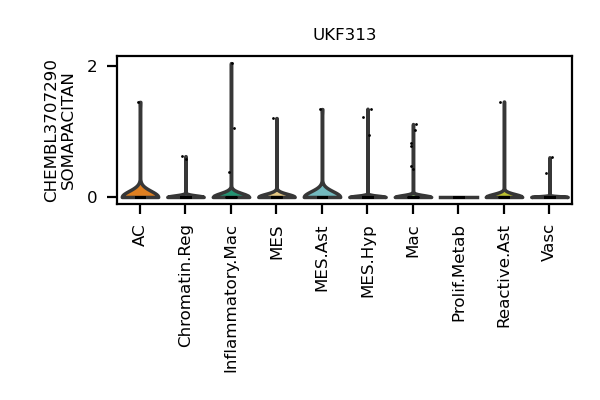 UKF313
CHEMBL3707290
SOMAPACITAN
2
0
AC
Chromatin.Reg
Inflammatory.Mac
MES
MES.Ast
MES.Hyp
Mac
Prolif.Metab
Reactive.Ast
Vasc